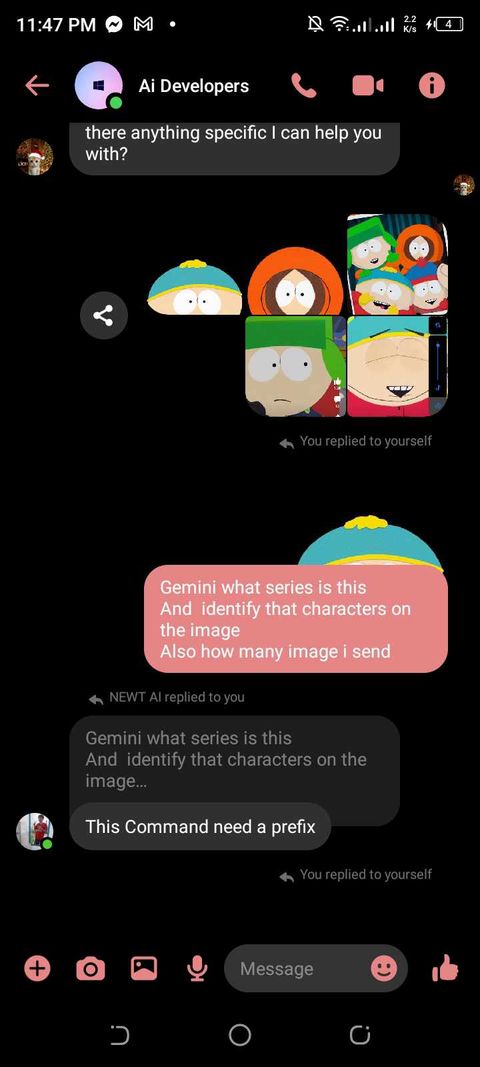 11:47 PM
2.2
K/s
4
Ai Developers
there anything specific I can help you
with?
You replied to yourself
Gemini what series is this
And  identify that characters on
the image
Also how many image i send
NEWT AI replied to you
Gemini what series is this
And  identify that characters on the
image...
This Command need a prefix
You replied to yourself
Message